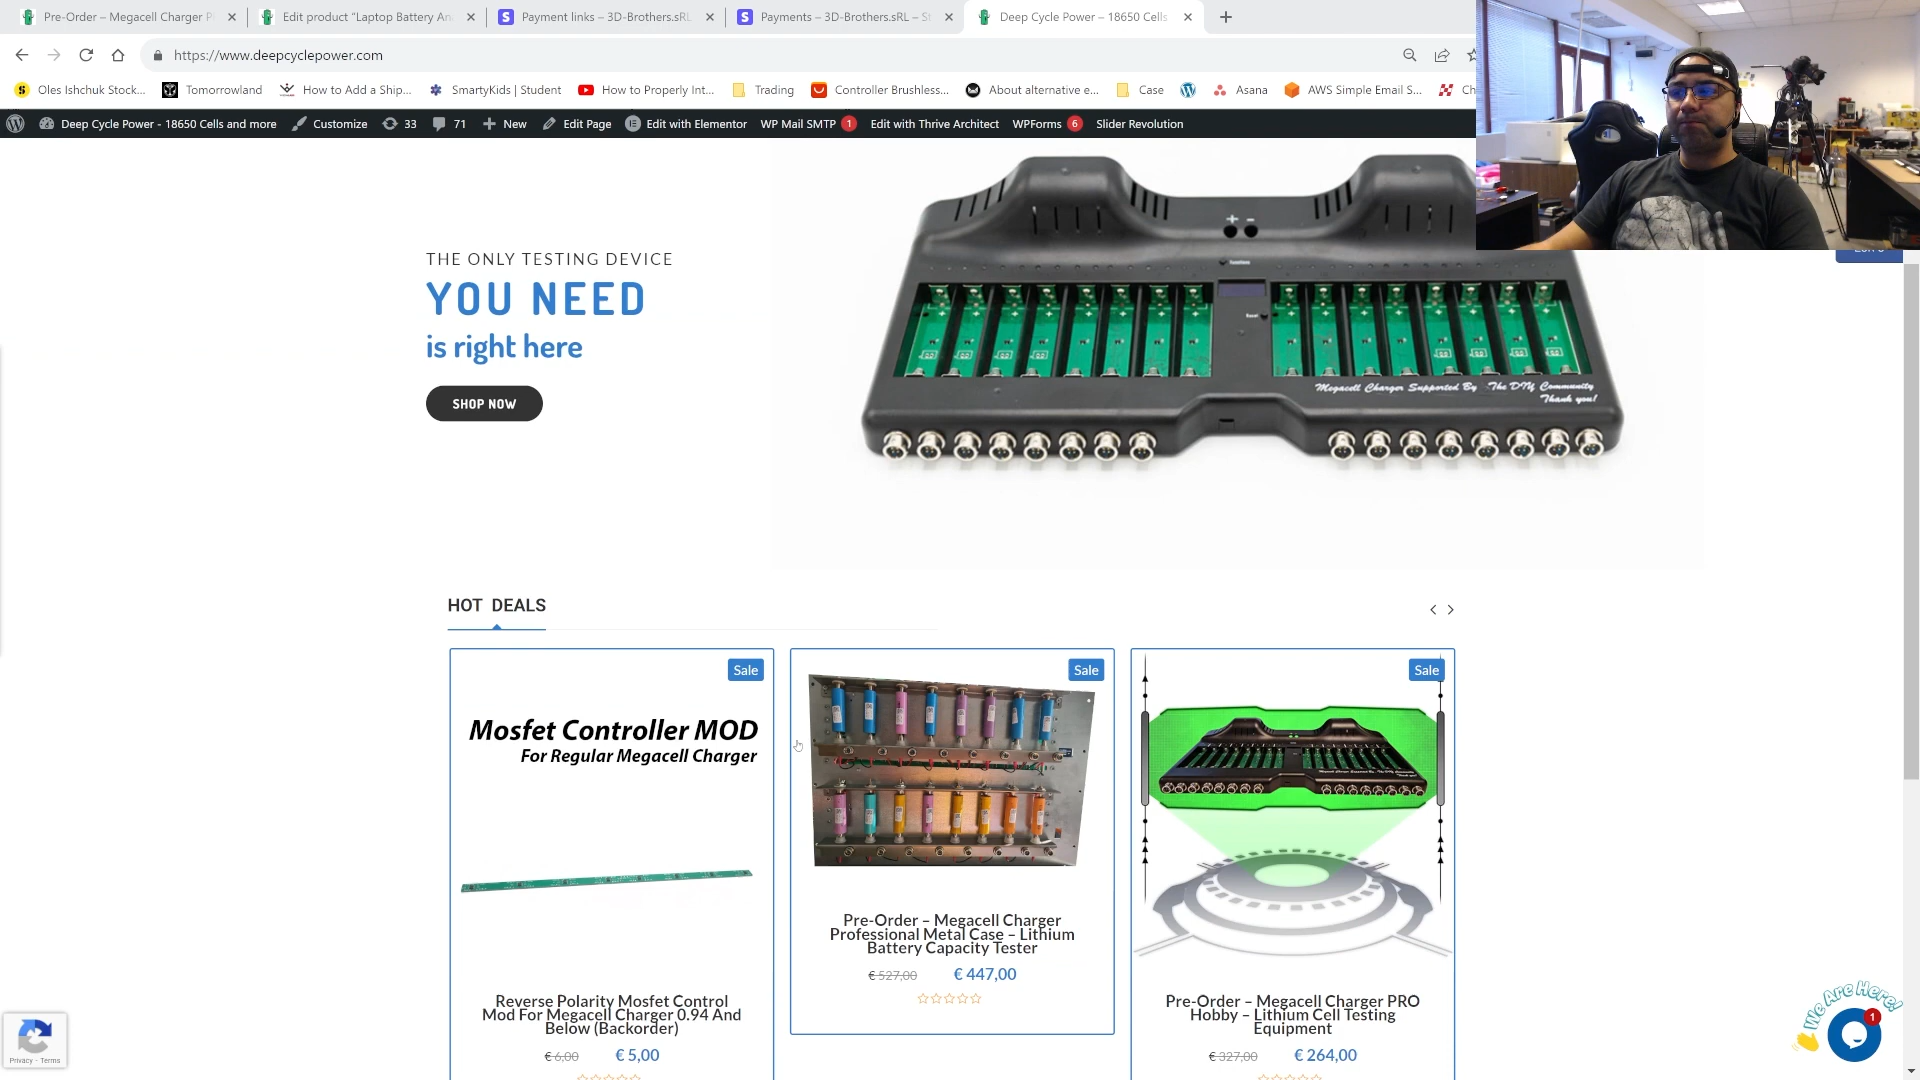 Pre-Order – Megacell Charger P
Edit product "Laptop Battery An
Payment links – 3D-Brothers.sRL
Payments – 3D-Brothers.sRL – St
Deep Cycle Power – 18650 Cells
https://www.deepcyclepower.com
Oles Ishchuk Stock...
Tomorrowland
How to Add a Ship...
SmartyKids | Student
How to Properly Int...
Trading
Controller Brushless...
About alternative e...
Case
Asana
AWS Simple Email S...
Ch
Deep Cycle Power - 18650 Cells and more
Customize
33
71
New
Edit Page
Edit with Elementor
WP Mail SMTP 1
Edit with Thrive Architect
WPForms 6
Slider Revolution
THE ONLY TESTING DEVICE
YOU NEED
is right here
SHOP NOW
+ -
Megacell Charger Supported By The DIY Community
Thank you!
HOT DEALS
Sale
Mosfet Controller MOD
For Regular Megacell Charger
Reverse Polarity Mosfet Control
Mod For Megacell Charger 0.94 And
Below (Backorder)
€ 6,00 € 5,00
Sale
Pre-Order – Megacell Charger
Professional Metal Case – Lithium
Battery Capacity Tester
€ 527,00 € 447,00
Sale
Pre-Order – Megacell Charger PRO
Hobby – Lithium Cell Testing
Equipment
€ 327,00 € 264,00
Privacy - Terms
We Are Here!
1